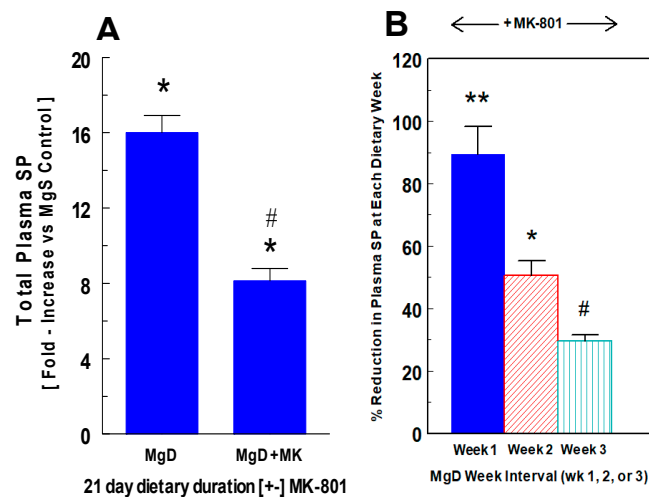 A
Total Plasma SP
[ Fold - Increase vs MgS Control ]
20
16
12
8
4
0
*
#
*
MgD
MgD +MK
21 day dietary duration [+-] MK-801
B
+MK-801
% Reduction in Plasma SP at Each Dietary Week
120
100
80
60
40
20
0
**
*
#
Week 1 Week 2 Week 3
MgD Week Interval (wk 1, 2, or 3)